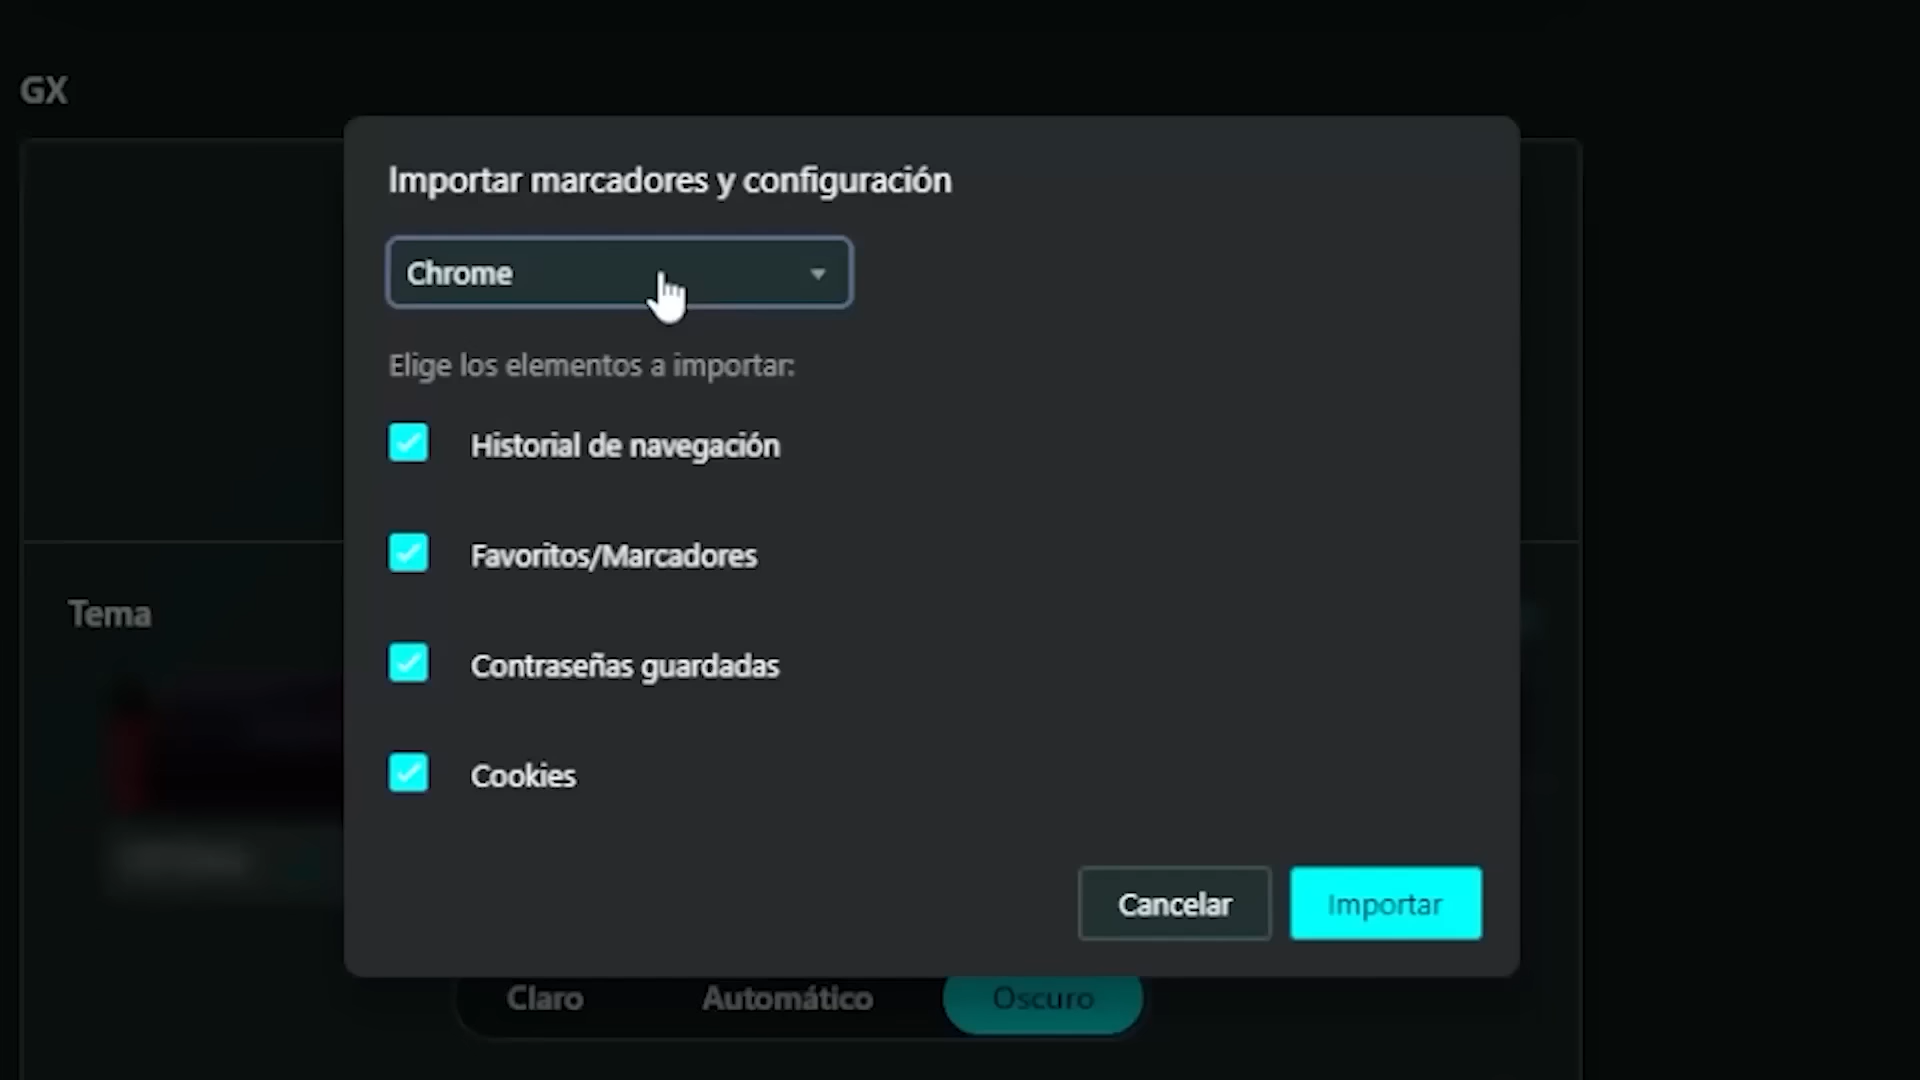 GX
Importar marcadores y configuración
Chrome
Elige los elementos a importar:
Historial de navegación
Favoritos/Marcadores
Contraseñas guardadas
Cookies
Tema
Cancelar
Importar
Claro
Automático
Oscuro